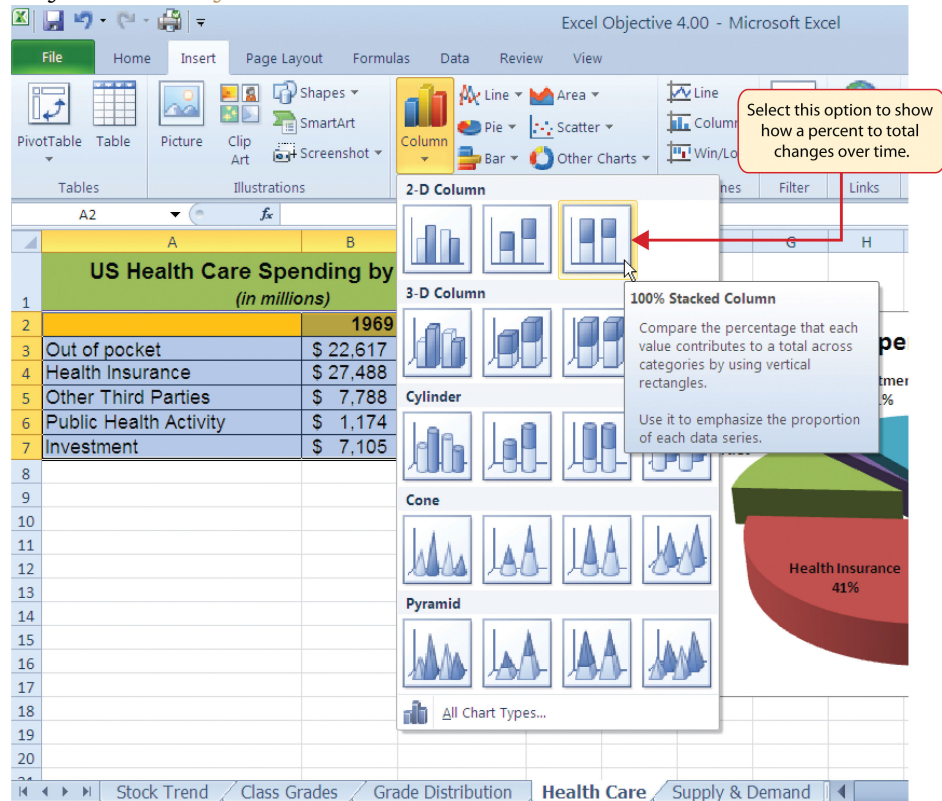 Excel Objective 4.00 - Microsoft Excel
File Home Insert Page Layout Formulas Data Review View
PivotTable Table Picture Clip Art Shapes SmartArt Screenshot
Column Line Pie Bar Area Scatter Other Charts
Line
Column
Win/Lo
Select this option to show
how a percent to total
changes over time.
Tables Illustrations nes Filter Links
A2 fx
2-D Column
A B G H
1 US Health Care Spending by
(in millions)
2 1969
3 Out of pocket $ 22,617
4 Health Insurance $ 27,488
5 Other Third Parties $ 7,788
6 Public Health Activity $ 1,174
7 Investment $ 7,105
8
9
10
11
12
13
14
15
16
17
18
19
20
3-D Column
Cylinder
Cone
Pyramid
All Chart Types...
100% Stacked Column
Compare the percentage that each
value contributes to a total across
categories by using vertical
rectangles.
Use it to emphasize the proportion
of each data series.
pe
tmer
%
Health Insurance
41%
Stock Trend Class Grades Grade Distribution Health Care Supply & Demand